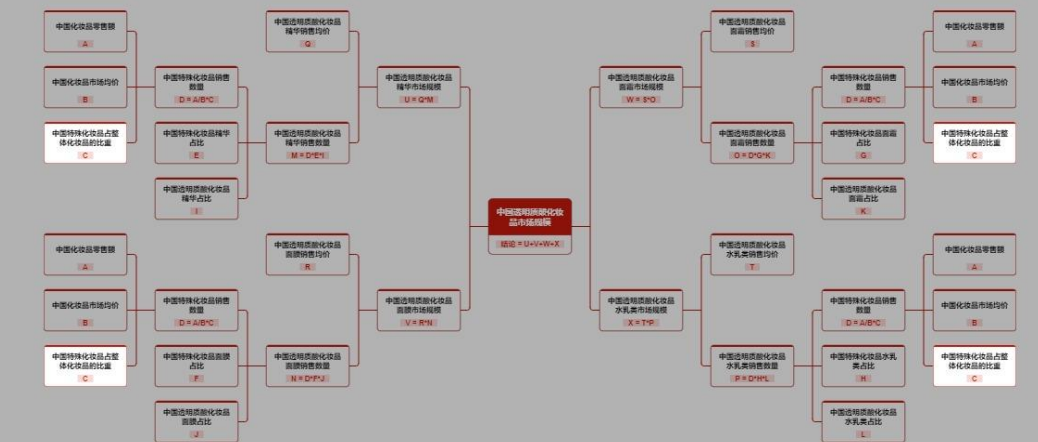 中国化妆品零售额
A
中国化妆品市场均价
B
中国特殊化妆品占整
体化妆品的比重
C
中国特殊化妆品销售
数量
D = A/B*C
中国特殊化妆品精华
占比
E
中国透明质酸化妆品
精华占比
I
中国透明质酸化妆品
精华销售均价
Q
中国透明质酸化妆品
精华销售数量
M = D*E*I
中国透明质酸化妆品
精华市场规模
U = Q*M
中国化妆品零售额
A
中国化妆品市场均价
B
中国特殊化妆品占整
体化妆品的比重
C
中国特殊化妆品销售
数量
D = A/B*C
中国特殊化妆品面膜
占比
F
中国透明质酸化妆品
面膜占比
J
中国透明质酸化妆品
面膜销售均价
R
中国透明质酸化妆品
面膜销售数量
N = D*F*J
中国透明质酸化妆品
面膜市场规模
V = R*N
中国透明质酸化妆
品市场规模
结论 = U+V+W+X
中国透明质酸化妆品
面霜市场规模
W = S*O
中国透明质酸化妆品
面霜销售均价
S
中国透明质酸化妆品
面霜销售数量
O = D*G*K
中国特殊化妆品销售
数量
D = A/B*C
中国特殊化妆品面霜
占比
G
中国透明质酸化妆品
面霜占比
K
中国化妆品零售额
A
中国化妆品市场均价
B
中国特殊化妆品占整
体化妆品的比重
C
中国透明质酸化妆品
水乳类市场规模
X = T*P
中国透明质酸化妆品
水乳类销售均价
T
中国透明质酸化妆品
水乳类销售数量
P = D*H*L
中国特殊化妆品销售
数量
D = A/B*C
中国特殊化妆品水乳
类占比
H
中国透明质酸化妆品
水乳类占比
L
中国化妆品零售额
A
中国化妆品市场均价
B
中国特殊化妆品占整
体化妆品的比重
C